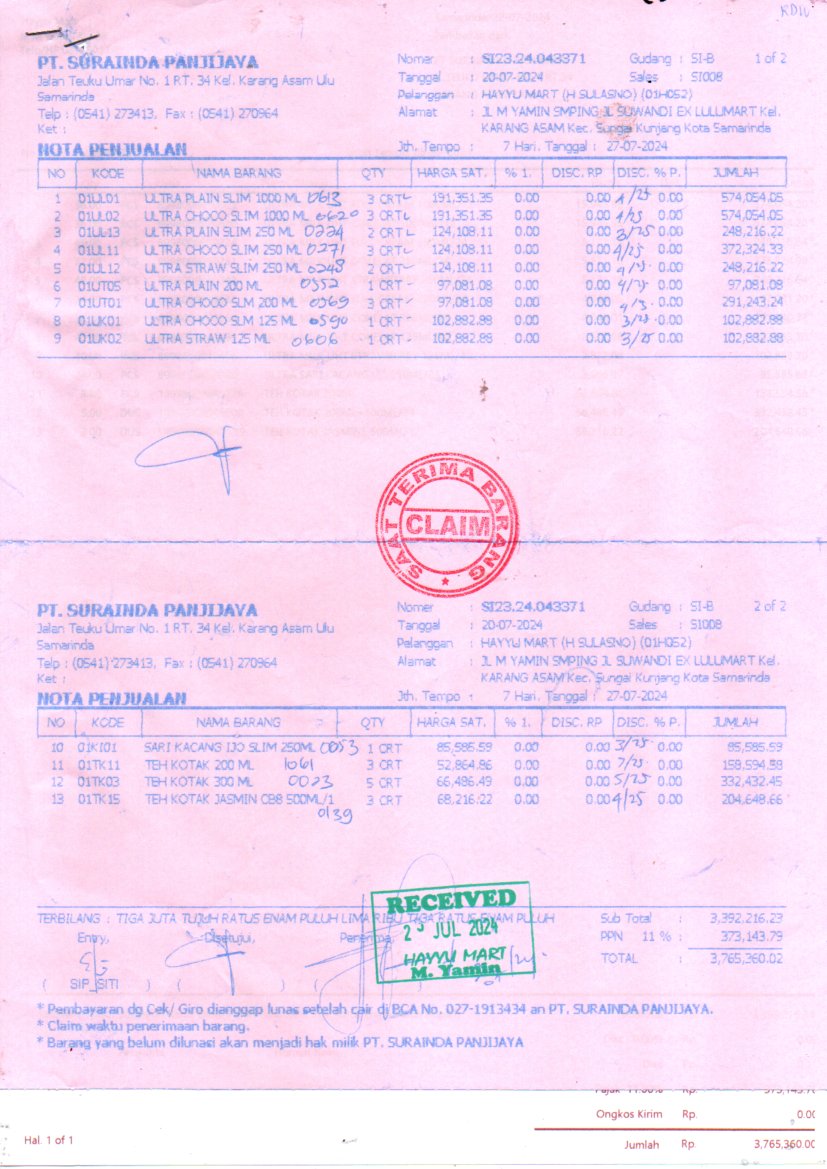 KDW
PT. SURAINDA PANJIJAYA
Jalan Teuku Umar No. 1 RT. 34 Kel. Karang Asam Ulu
Samarinda
Telp : (0541) 273413, Fax : (0541) 270964
Ket :
Nomer : SI23.24.043371 Gudang : SI-B 1 of 2
Tanggal : 20-07-2024 Sales : SI008
Pelanggan : HAYYU MART (H SULASNO) (01H052)
Alamat : JL M YAMIN SMPING JL SUWANDI EX LULUMART Kel.
KARANG ASAM Kec. Sungai Kunjang Kota Samarinda
NOTA PENJUALAN Jth. Tempo : 7 Hari. Tanggal : 27-07-2024
NO KODE NAMA BARANG QTY HARGA SAT. % 1. DISC. RP DISC. % P. JUMLAH
1 01UL01 ULTRA PLAIN SLIM 1000 ML 0613 3 CRT 191,351.35 0.00 0.00 4/25 0.00 574,054.05
2 01UL02 ULTRA CHOCO SLIM 1000 ML 0620 3 CRT 191,351.35 0.00 0.00 4/25 0.00 574,054.05
3 01UL13 ULTRA PLAIN SLIM 250 ML 0224 2 CRT 124,108.11 0.00 0.00 3/25 0.00 248,216.22
4 01UL11 ULTRA CHOCO SLIM 250 ML 0271 3 CRT 124,108.11 0.00 0.00 4/25 0.00 372,324.33
5 01UL12 ULTRA STRAW SLIM 250 ML 0248 2 CRT 124,108.11 0.00 0.00 0.00 248,216.22
6 01UT05 ULTRA PLAIN 200 ML 0352 1 CRT 97,081.08 0.00 0.00 4/25 0.00 97,081.08
7 01UT01 ULTRA CHOCO SLM 200 ML 0369 3 CRT 97,081.08 0.00 0.00 0.00 291,243.24
8 01UK01 ULTRA CHOCO SLM 125 ML 0590 1 CRT 102,882.88 0.00 0.00 3/25 0.00 102,882.88
9 01UK02 ULTRA STRAW 125 ML 0606 1 CRT 102,882.88 0.00 0.00 3/25 0.00 102,882.88
SAAT TERIMA BARANG
CLAIM
PT. SURAINDA PANJIJAYA
Jalan Teuku Umar No. 1 RT. 34 Kel. Karang Asam Ulu
Samarinda
Telp : (0541) 273413, Fax : (0541) 270964
Ket :
Nomer : SI23.24.043371 Gudang : SI-B 2 of 2
Tanggal : 20-07-2024 Sales : SI008
Pelanggan : HAYYU MART (H SULASNO) (01H052)
Alamat : JL M YAMIN SMPING JL SUWANDI EX LULUMART Kel.
KARANG ASAM Kec. Sungai Kunjang Kota Samarinda
NOTA PENJUALAN Jth. Tempo : 7 Hari. Tanggal : 27-07-2024
NO KODE NAMA BARANG QTY HARGA SAT. % 1. DISC. RP DISC. % P. JUMLAH
10 01KI01 SARI KACANG IJO SLIM 250ML 0053 1 CRT 85,585.59 0.00 0.00 3/25 0.00 85,585.59
11 01TK11 TEH KOTAK 200 ML 1061 3 CRT 52,864.86 0.00 0.00 7/25 0.00 158,594.58
12 01TK03 TEH KOTAK 300 ML 0023 5 CRT 66,486.49 0.00 0.00 5/25 0.00 332,432.45
13 01TK15 TEH KOTAK JASMIN CB8 500ML/1 3 CRT 68,216.22 0.00 0.00 4/25 0.00 204,648.66
0139
TERBILANG : TIGA JUTA TUJUH RATUS ENAM PULUH LIMA RIBU TIGA RATUS ENAM PULUH
Sub Total : 3,392,216.23
PPN 11 % : 373,143.79
TOTAL : 3,765,360.02
Entry, Disetujui, Penerima,
( SIP_SITI ) ( ) (
RECEIVED
JUL 2024
HAYYU MART
M. Yamin
* Pembayaran dg Cek/ Giro dianggap lunas setelah cair di BCA No. 027-1913434 an PT. SURAINDA PANJIJAYA.
* Claim waktu penerimaan barang.
* Barang yang belum dilunasi akan menjadi hak milik PT. SURAINDA PANJIJAYA
Ongkos Kirim Rp. 0.00
Hal. 1 of 1
Jumlah Rp. 3,765,360.00